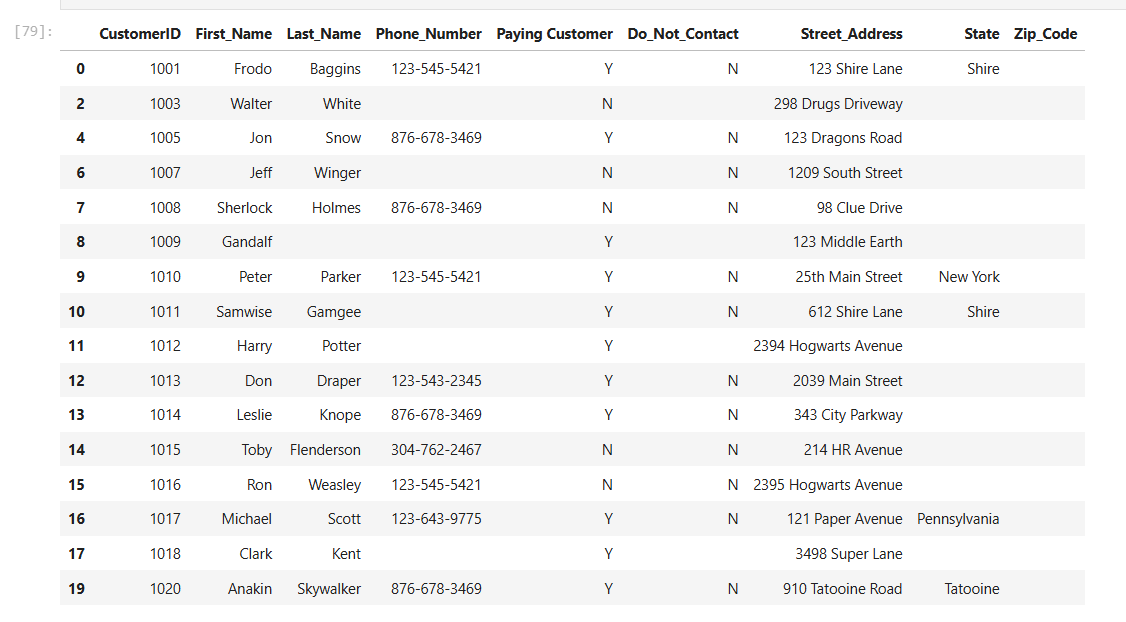 [79]:
CustomerID First_Name Last_Name Phone_Number Paying Customer Do_Not_Contact Street_Address State Zip_Code
0 1001 Frodo Baggins 123-545-5421 Y N 123 Shire Lane Shire
2 1003 Walter White N 298 Drugs Driveway
4 1005 Jon Snow 876-678-3469 Y N 123 Dragons Road
6 1007 Jeff Winger N N 1209 South Street
7 1008 Sherlock Holmes 876-678-3469 N N 98 Clue Drive
8 1009 Gandalf Y 123 Middle Earth
9 1010 Peter Parker 123-545-5421 Y N 25th Main Street New York
10 1011 Samwise Gamgee Y N 612 Shire Lane Shire
11 1012 Harry Potter Y 2394 Hogwarts Avenue
12 1013 Don Draper 123-543-2345 Y N 2039 Main Street
13 1014 Leslie Knope 876-678-3469 Y N 343 City Parkway
14 1015 Toby Flenderson 304-762-2467 N N 214 HR Avenue
15 1016 Ron Weasley 123-545-5421 N N 2395 Hogwarts Avenue
16 1017 Michael Scott 123-643-9775 Y N 121 Paper Avenue Pennsylvania
17 1018 Clark Kent Y 3498 Super Lane
19 1020 Anakin Skywalker 876-678-3469 Y N 910 Tatooine Road Tatooine